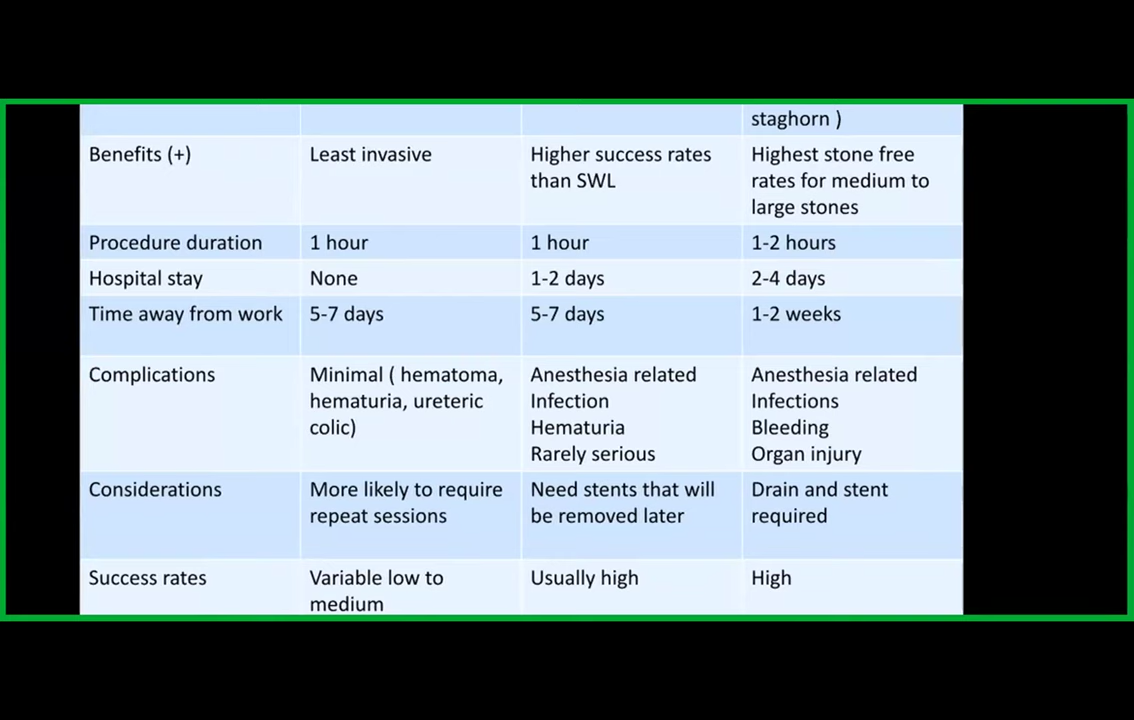 staghorn )
Benefits (+)
Least invasive
Higher success rates
than SWL
Highest stone free
rates for medium to
large stones
Procedure duration
1 hour
1 hour
1-2 hours
Hospital stay
None
1-2 days
2-4 days
Time away from work
5-7 days
5-7 days
1-2 weeks
Complications
Minimal ( hematoma,
hematuria, ureteric
colic)
Anesthesia related
Infection
Hematuria
Rarely serious
Anesthesia related
Infections
Bleeding
Organ injury
Considerations
More likely to require
repeat sessions
Need stents that will
be removed later
Drain and stent
required
Success rates
Variable low to
medium
Usually high
High